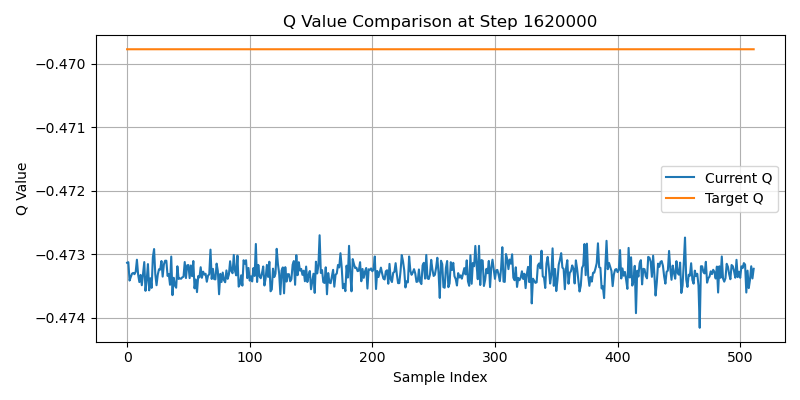 Q Value Comparison at Step 1620000
−0.470
−0.471
−0.472
−0.473
−0.474
Q Value
Current Q
Target Q
0
100
200
300
400
500
Sample Index